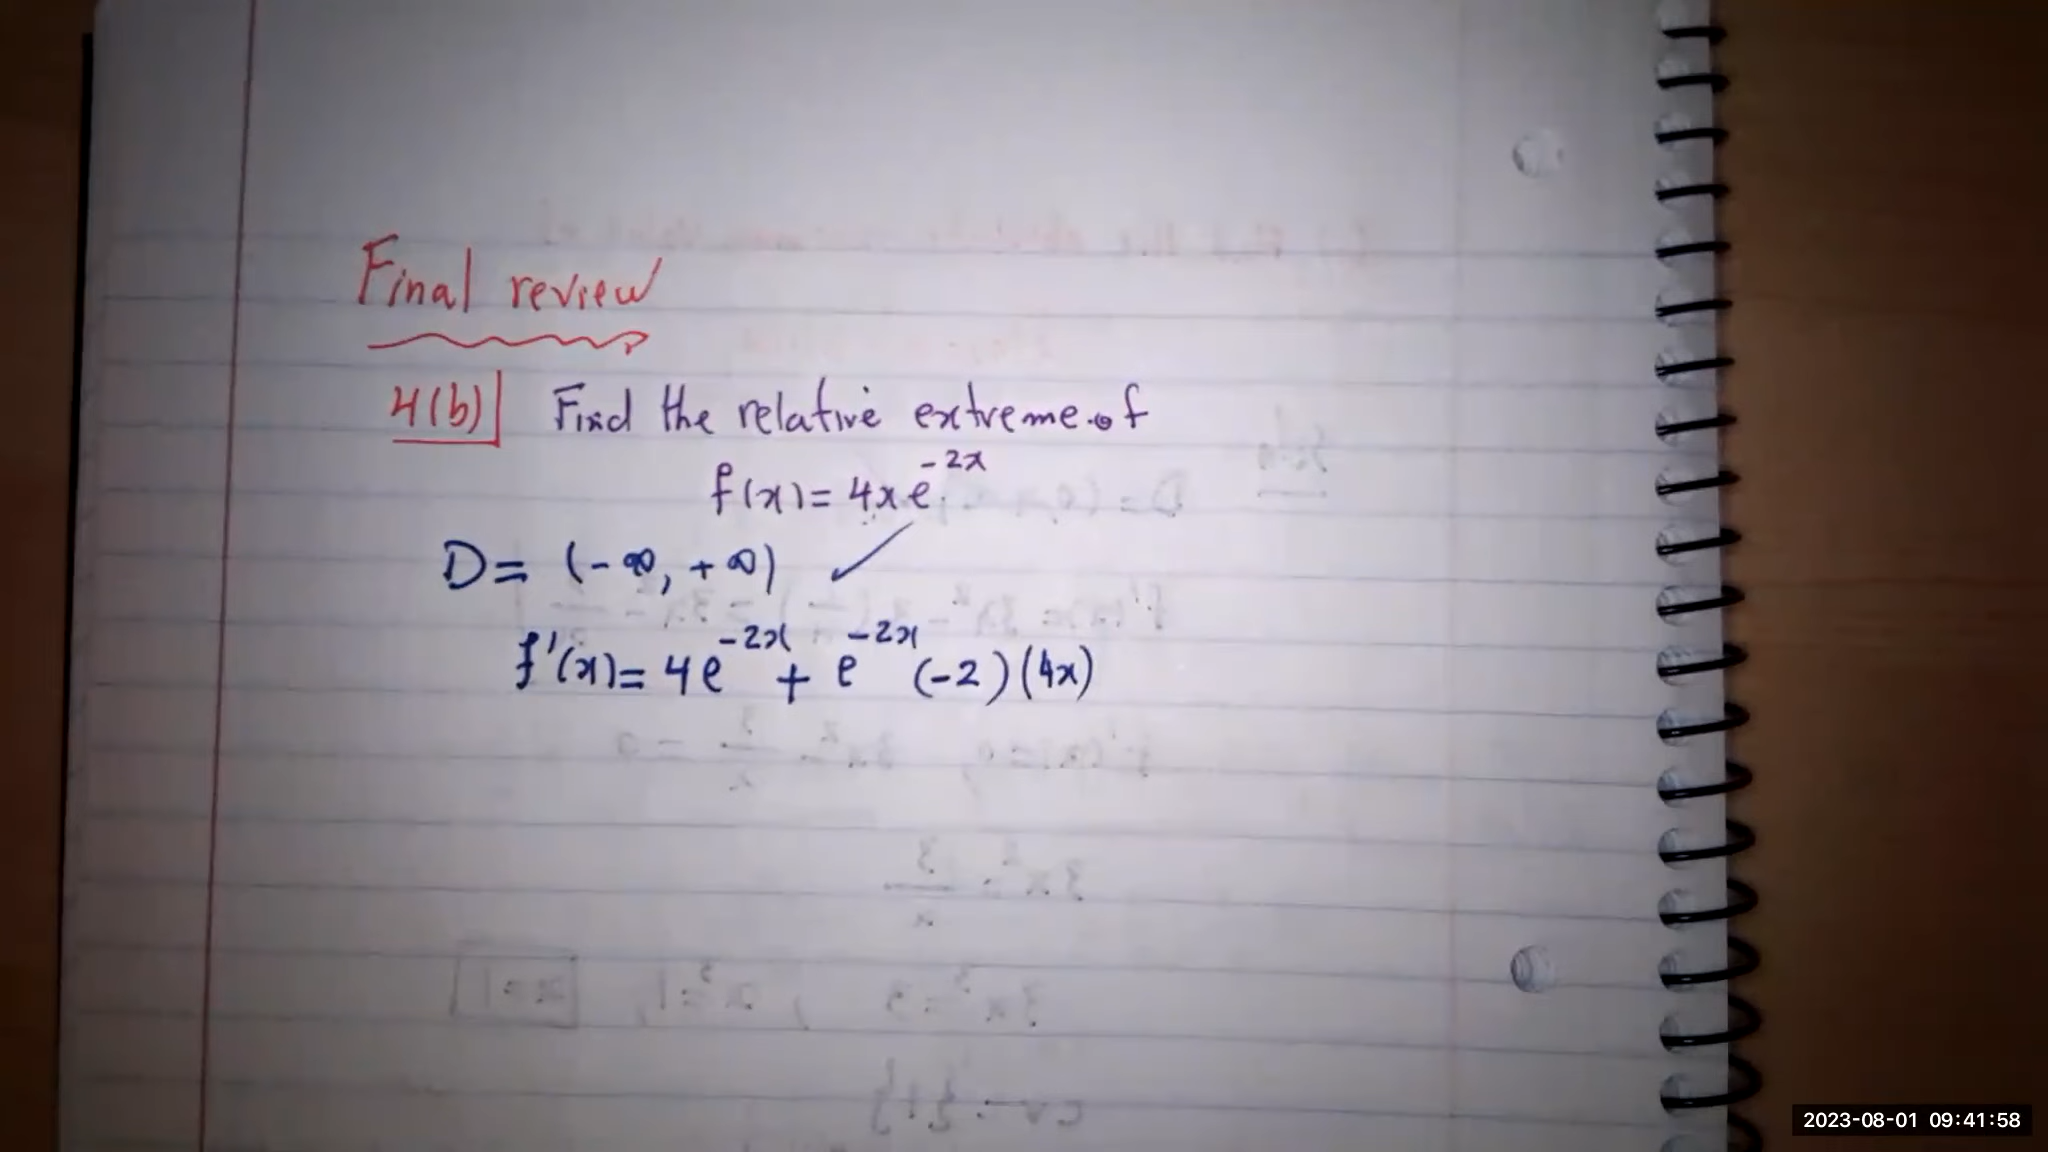 Final review
4(b) Find the relative extreme of
f(x) = 4xe^{-2x}
D = (-∞, +∞)
f'(x) = 4e^{-2x} + e^{-2x} (-2)(4x)
2023-08-01 09:41:58